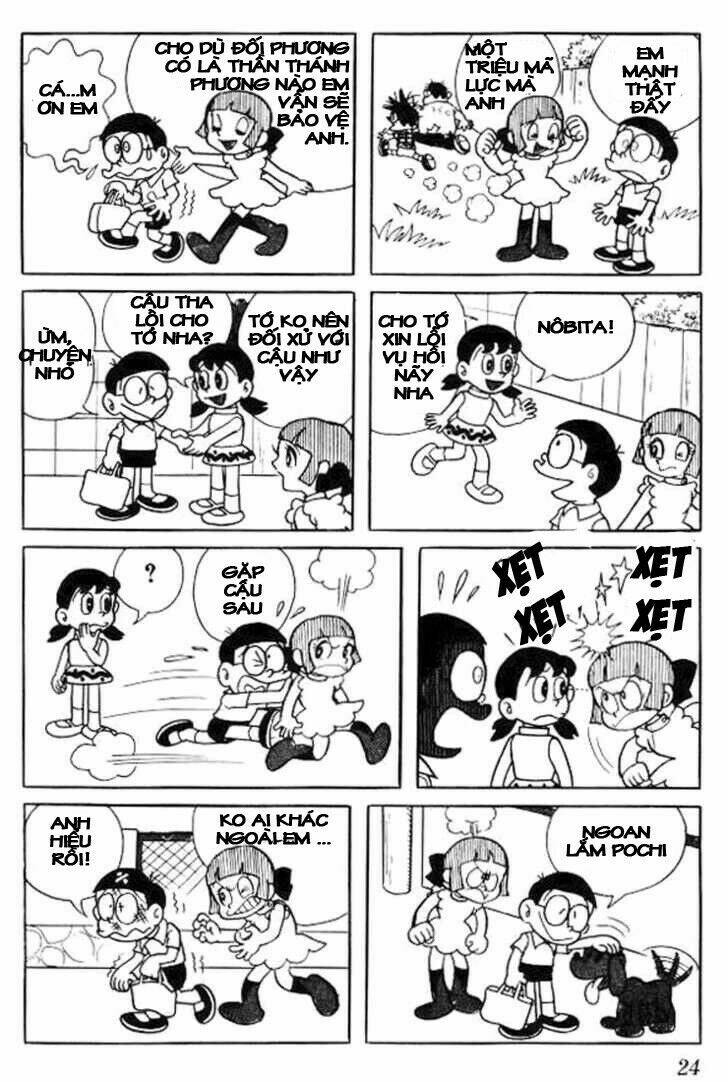 EM
MẠNH
THẬT
ĐẤY
MỘT
TRIỆU MÃ
LỰC MÀ
ANH
CHO DÙ ĐỐI PHƯƠNG
CÓ LÀ THẦN THÁNH
PHƯƠNG NÀO EM
VẪN SẼ
BẢO VỆ
ANH.
CÁ...M
ƠN EM
NÔBITA!
CHO TỚ
XIN LỖI
VỤ HỒI
NÃY
NHA
TỚ KO NÊN
ĐỐI XỬ VỚI
CẬU NHƯ
VẬY
CẬU THA
LỖI CHO
TỚ NHA?
ỪM,
CHUYỆN
NHỎ
XẸT
XẸT
XẸT
XẸT
GẶP
CẬU
SAU
?
NGOAN
LẮM POCHI
KO AI KHÁC
NGOÀI EM ...
ANH
HIỂU
RỒI!
24